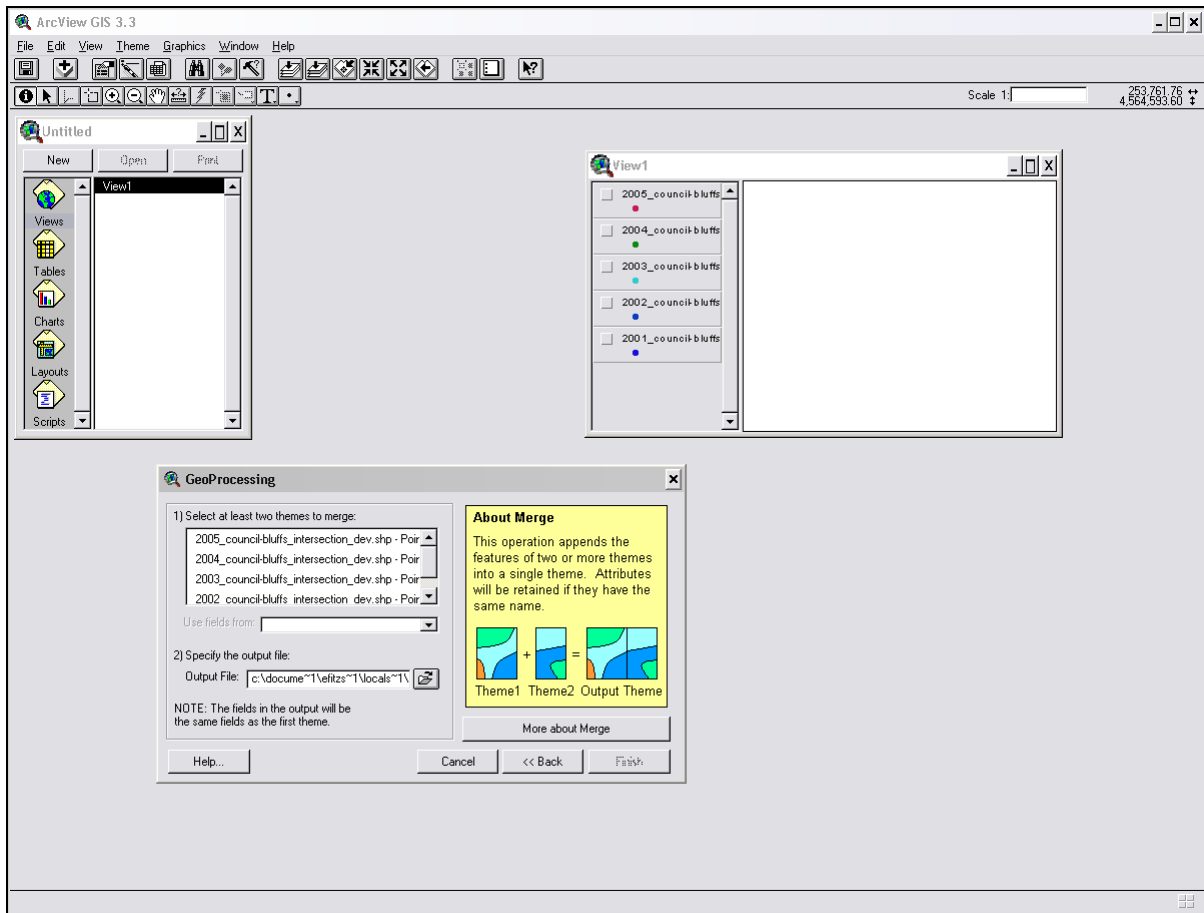 ArcView GIS 3.3
File Edit View Theme Graphics Window Help
Scale 1:
253,761.76
4,564,593.60
Untitled
New Open Print
View1
Views
Tables
Charts
Layouts
Scripts
View1
2005_council-bluffs
2004_council-bluffs
2003_council-bluffs
2002_council-bluffs
2001_council-bluffs
GeoProcessing
1) Select at least two themes to merge:
2005_council-bluffs_intersection_dev.shp - Poir
2004_council-bluffs_intersection_dev.shp - Poir
2003_council-bluffs_intersection_dev.shp - Poir
2002_council-bluffs_intersection_dev.shp - Poir
Use fields from:
2) Specify the output file:
Output File: c:\docume~1\efitzs~1\locals~1\
NOTE: The fields in the output will be
the same fields as the first theme.
About Merge
This operation appends the
features of two or more themes
into a single theme. Attributes
will be retained if they have the
same name.
+ =
Theme1 Theme2 Output Theme
More about Merge
Help... Cancel << Back Finish